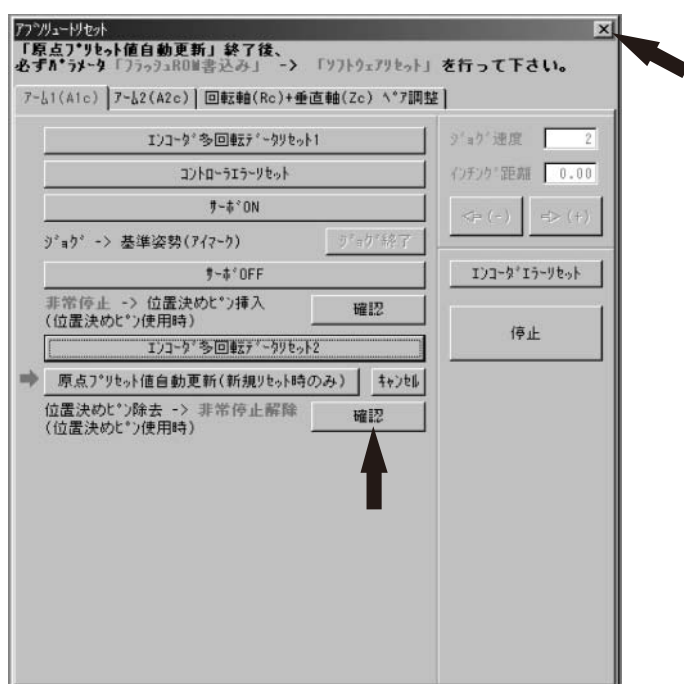 アブソリュートリセット
「原点プリセット値自動更新」終了後、
必ずパラメータ「フラッシュROM書込み」 -> 「ソフトウェアリセット」 を行って下さい。
アーム1(A1c) アーム2(A2c) 回転軸(Rc)+垂直軸(Zc) ペア調整
エンコーダ多回転データリセット1
コントローラエラーリセット
サーボON
ジョグ -> 基準姿勢(アイマーク) ジョグ終了
サーボOFF
非常停止 -> 位置決めピン挿入
(位置決めピン使用時) 確認
エンコーダ多回転データリセット2
原点プリセット値自動更新(新規リセット時のみ) キャンセル
位置決めピン除去 -> 非常停止解除
(位置決めピン使用時) 確認
ジョグ速度 2
インチング距離 0.00
(-) (+)
エンコーダエラーリセット
停止